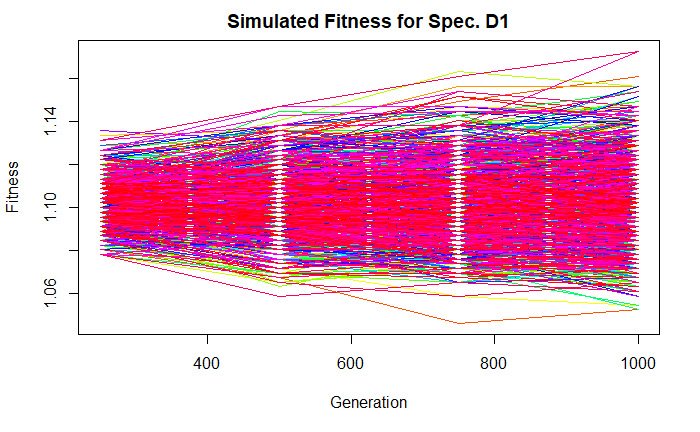 Simulated Fitness for Spec. D1
Fitness
1.14
1.10
1.06
400 600 800 1000
Generation